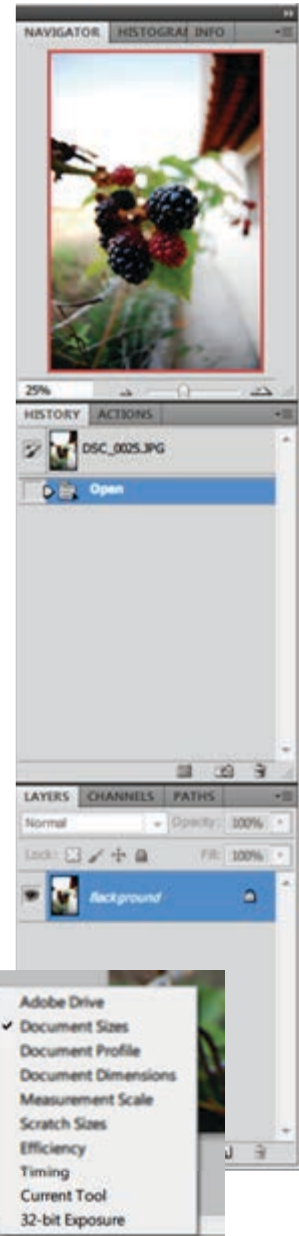 NAVIGATOR HISTOGRAM INFO
25%
HISTORY ACTIONS
DSC_0025.JPG
Open
LAYERS CHANNELS PATHS
Normal Opacity: 100%
Lock: Fill: 100%
Background
Adobe Drive
✓ Document Sizes
Document Profile
Document Dimensions
Measurement Scale
Scratch Sizes
Efficiency
Timing
Current Tool
32-bit Exposure